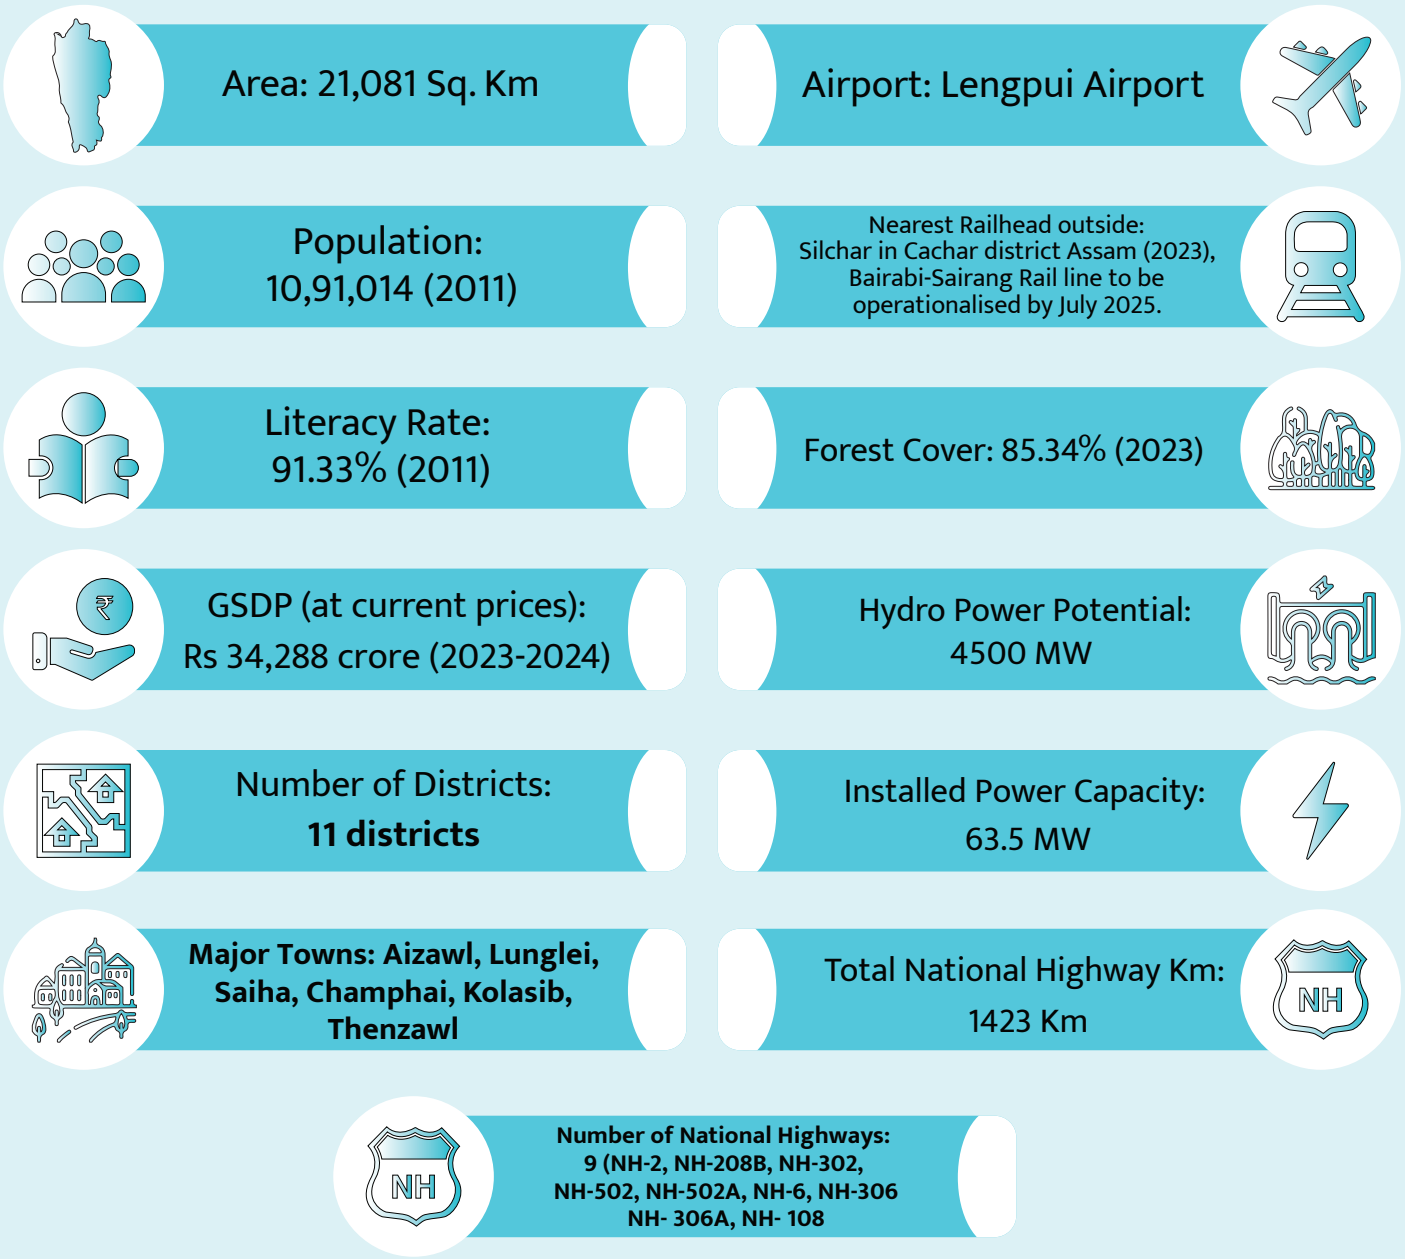 Area: 21,081 Sq. Km
Airport: Lengpui Airport
Population:
10,91,014 (2011)
Nearest Railhead outside:
Silchar in Cachar district Assam (2023),
Bairabi-Sairang Rail line to be
operationalised by July 2025.
Literacy Rate:
91.33% (2011)
Forest Cover: 85.34% (2023)
₹
GSDP (at current prices):
Rs 34,288 crore (2023-2024)
Hydro Power Potential:
4500 MW
Number of Districts:
11 districts
Installed Power Capacity:
63.5 MW
Major Towns: Aizawl, Lunglei,
Saiha, Champhai, Kolasib,
Thenzawl
Total National Highway Km:
1423 Km
NH
NH
Number of National Highways:
9 (NH-2, NH-208B, NH-302,
NH-502, NH-502A, NH-6, NH-306
NH- 306A, NH- 108